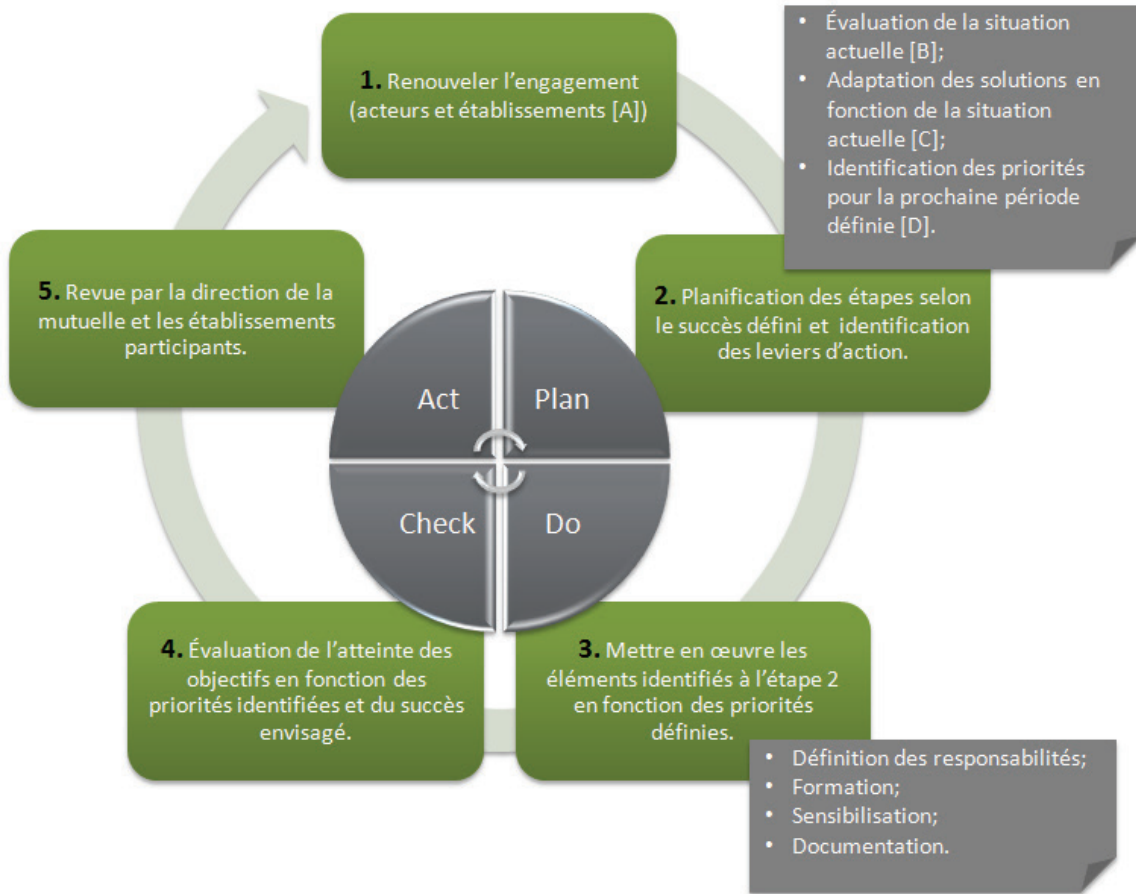 1. Renouveler l'engagement
(acteurs et établissements [A])
• Évaluation de la situation
actuelle [B];
• Adaptation des solutions en
fonction de la situation
actuelle [C];
• Identification des priorités
pour la prochaine période
définie [D].
2. Planification des étapes selon
le succès défini et identification
des leviers d'action.
5. Revue par la direction de la
mutuelle et les établissements
participants.
Act
Plan
Check
Do
4. Évaluation de l'atteinte des
objectifs en fonction des
priorités identifiées et du succès
envisagé.
3. Mettre en œuvre les
éléments identifiés à l'étape 2
en fonction des priorités
définies.
• Définition des responsabilités;
• Formation;
• Sensibilisation;
• Documentation.